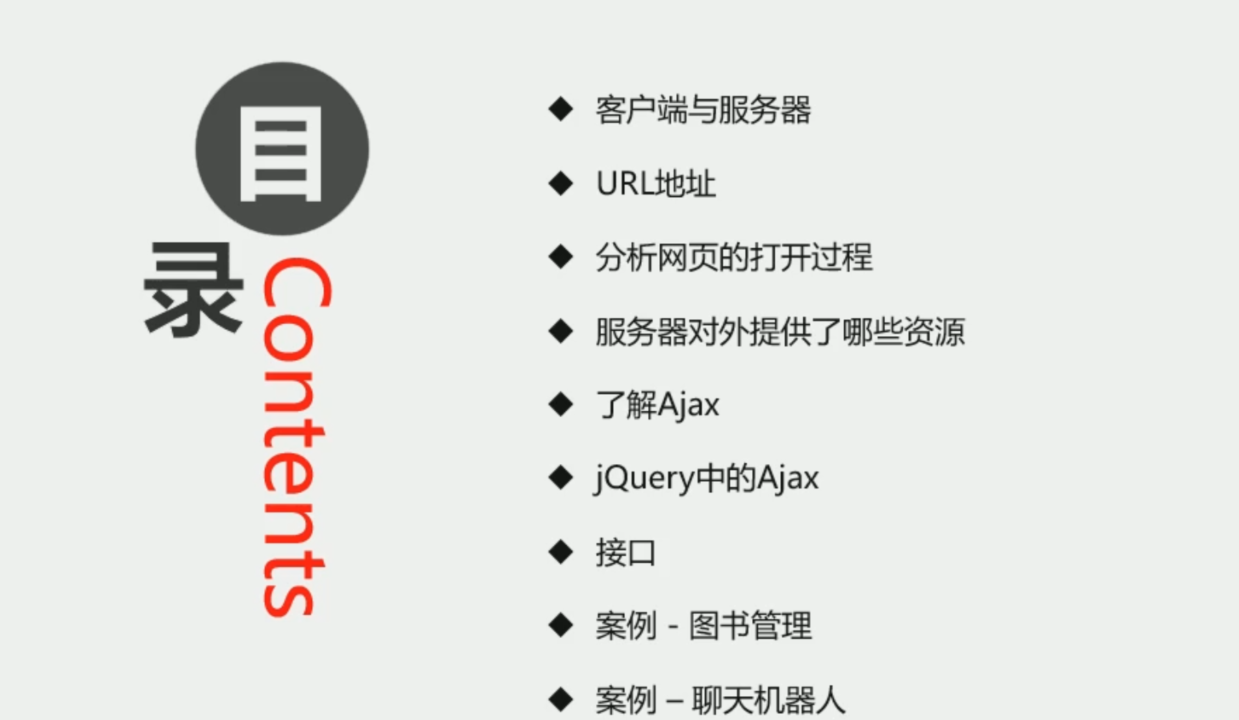 目
录
Contents
◆ 客户端与服务器
◆ URL地址
◆ 分析网页的打开过程
◆ 服务器对外提供了哪些资源
◆ 了解Ajax
◆ jQuery中的Ajax
◆ 接口
◆ 案例 - 图书管理
◆ 案例 – 聊天机器人